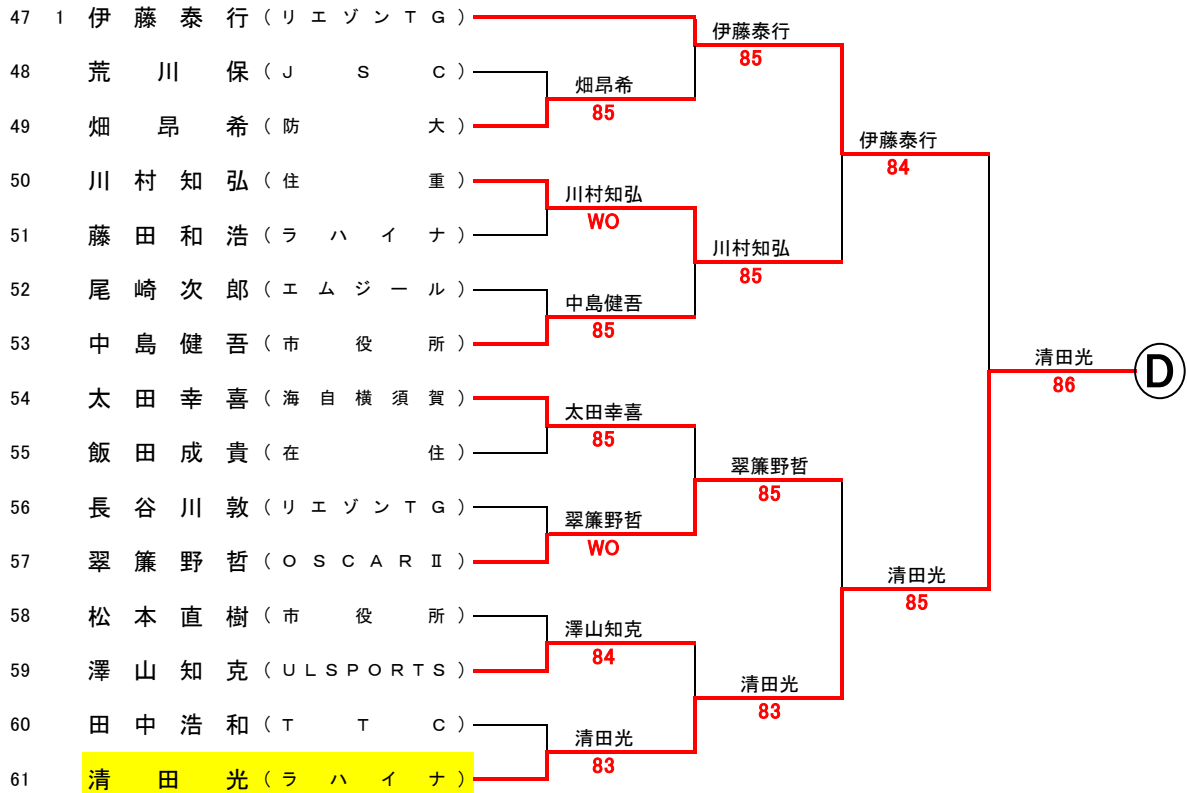 47 1 伊藤泰行(リエゾンTG)
伊藤泰行
85
48 荒川保(JSC)
畑昂希
85
49 畑昂希(防大)
伊藤泰行
84
50 川村知弘(住重)
川村知弘
WO
51 藤田和浩(ラハイナ)
川村知弘
85
52 尾崎次郎(エムジール)
中島健吾
85
53 中島健吾(市役所)
清田光
86
D
54 太田幸喜(海自横須賀)
太田幸喜
85
55 飯田成貴(在住)
翠簾野哲
85
56 長谷川敦(リエゾンTG)
翠簾野哲
WO
57 翠簾野哲(OSCARⅡ)
清田光
85
58 松本直樹(市役所)
澤山知克
84
59 澤山知克(ULSPORTS)
清田光
83
60 田中浩和(TTC)
清田光
83
61 清田光(ラハイナ)